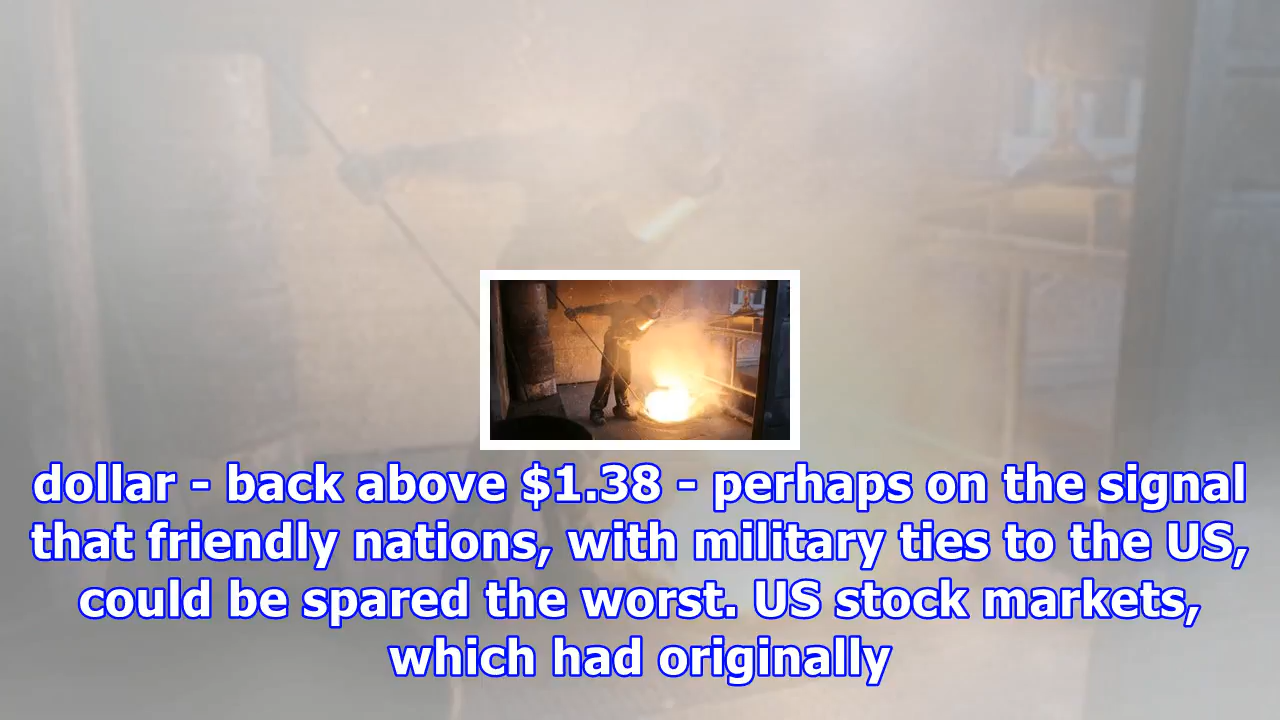 dollar - back above $1.38 - perhaps on the signal
that friendly nations, with military ties to the US,
could be spared the worst. US stock markets,
which had originally